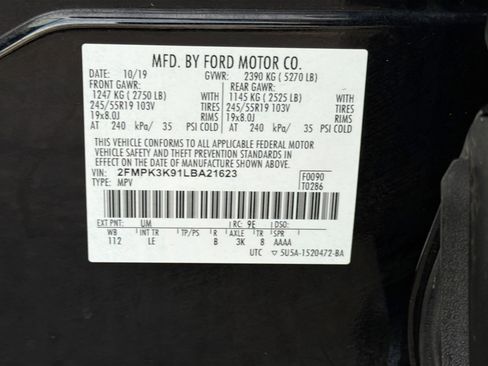 MFD. BY FORD MOTOR CO.
DATE: 10/19 GVWR: 2390 KG ( 5270 LB)
FRONT GAWR: REAR GAWR:
1247 KG ( 2750 LB) WITH 1145 KG ( 2525 LB) WITH
245/55R19 103V TIRES 245/55R19 103V TIRES
19x8.0J RIMS 19x8.0J RIMS
AT 240 kPa/ 35 PSI COLD AT 240 kPa/ 35 PSI COLD
THIS VEHICLE CONFORMS TO ALL APPLICABLE FEDERAL MOTOR
VEHICLE SAFETY AND THEFT PREVENTION STANDARDS IN
EFFECT ON THE DATE OF MANUFACTURE SHOWN ABOVE.
VIN: 2FMPK3K91LBA21623 F0090
TYPE: MPV T0286
EXT PNT: UM RC: 9E DSO:
WB INT TR TP/PS R AXLE TR SPR
112 LE B 3K 8 AAAA
UTC ▽ 5U5A-1520472-BA